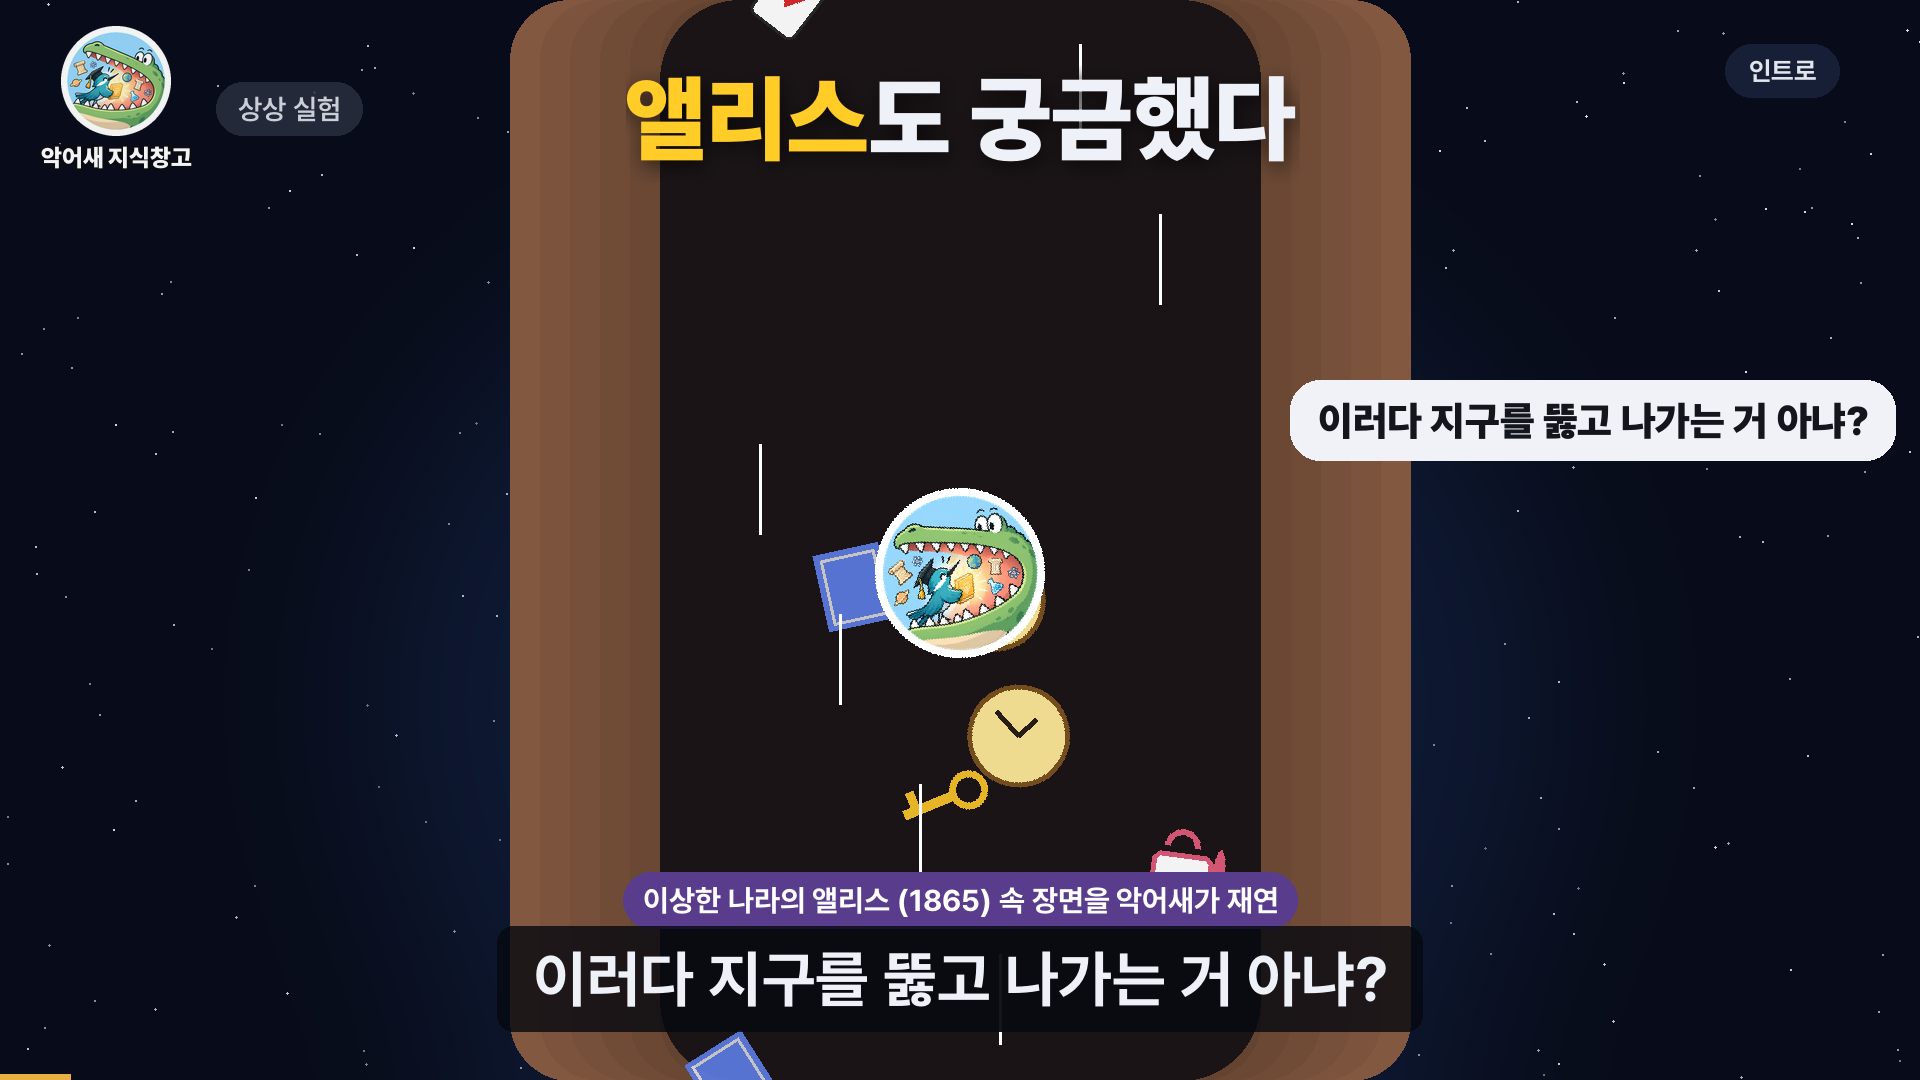 악어새 지식창고
상상 실험
앨리스도 궁금했다
인트로
이러다 지구를 뚫고 나가는 거 아냐?
이상한 나라의 앨리스 (1865) 속 장면을 악어새가 재연
이러다 지구를 뚫고 나가는 거 아냐?